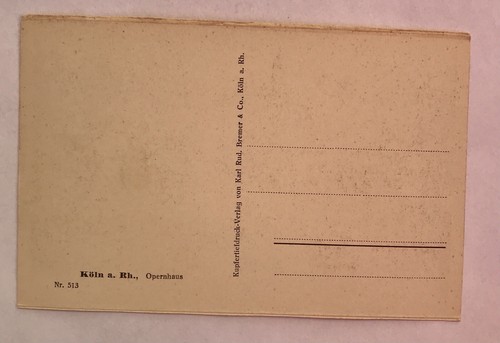 Köln a. Rh., Opernhaus
Nr. 513
Kupfertiefdruck-Verlag von Karl Rud. Bremer & Co., Köln a. Rh.